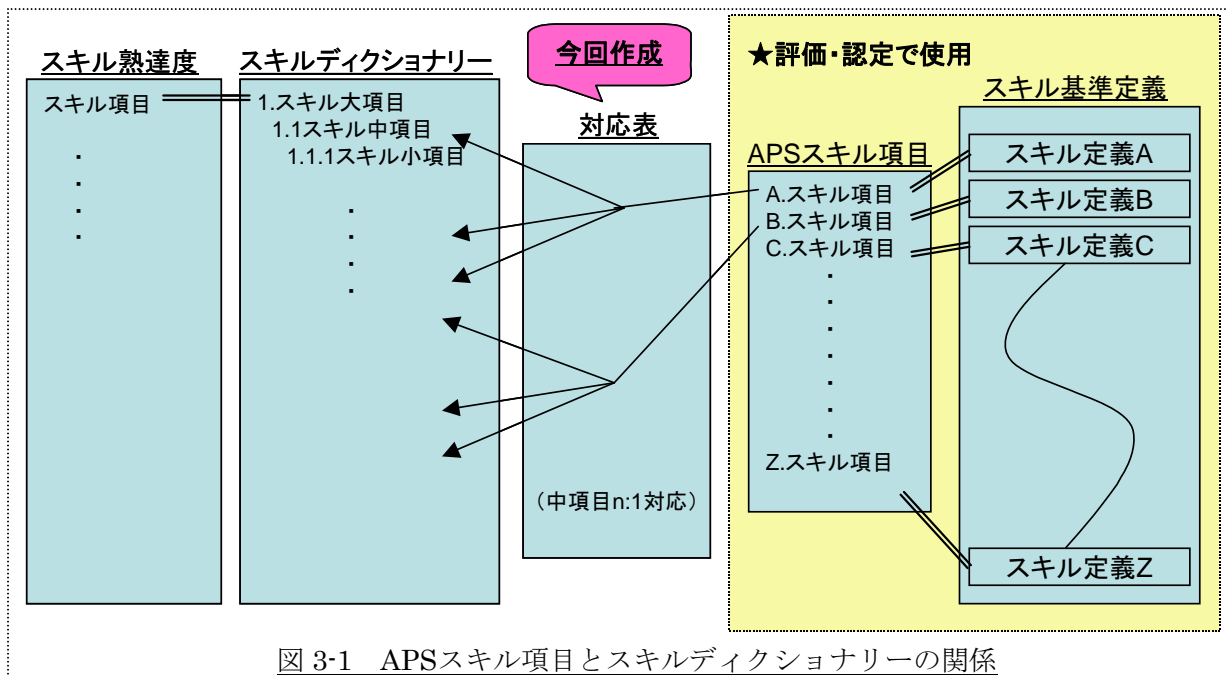 今回作成
スキル熟達度
スキル項目
・
・
・
・
スキルディクショナリー
1.スキル大項目
1.1スキル中項目
1.1.1スキル小項目
・
・
・
・
対応表
（中項目n:1対応）
★評価・認定で使用
APSスキル項目
A.スキル項目
B.スキル項目
C.スキル項目
・
・
・
・
・
・
・
Z.スキル項目
スキル基準定義
スキル定義A
スキル定義B
スキル定義C
スキル定義Z
図 3-1　APSスキル項目とスキルディクショナリーの関係